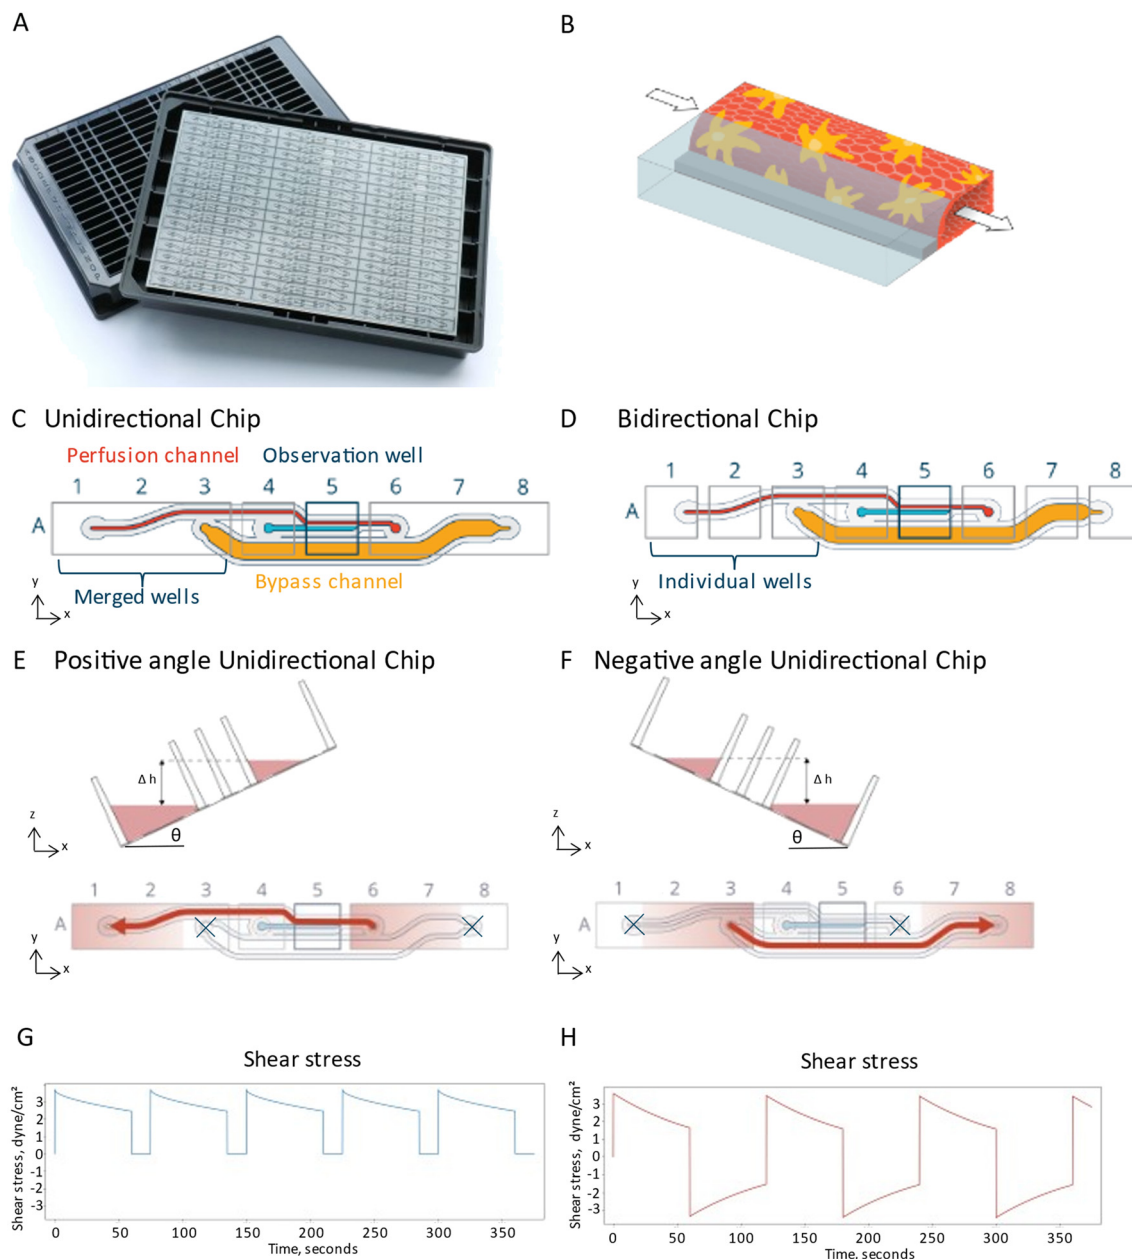 A
B
C Unidirectional Chip
Perfusion channel Observation well
1 2 3 4 5 6 7 8
A
Merged wells
Bypass channel
y
x
D Bidirectional Chip
1 2 3 4 5 6 7 8
A
Individual wells
y
x
E Positive angle Unidirectional Chip
Δ h
θ
z
x
1 2 3 4 5 6 7 8
A
y
x
F Negative angle Unidirectional Chip
Δ h
θ
z
x
1 2 3 4 5 6 7 8
A
y
x
G
Shear stress
Shear stress, dyne/cm²
3
2
1
0
-1
-2
-3
0 50 100 150 200 250 300 350
Time, seconds
H
Shear stress
Shear stress, dyne/cm²
3
2
1
0
-1
-2
-3
0 50 100 150 200 250 300 350
Time, seconds